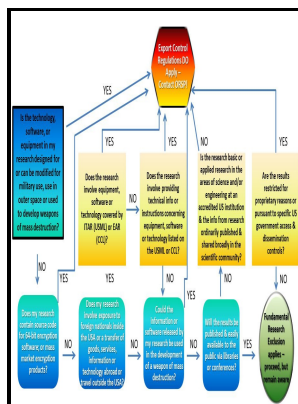 Export Control
Regulations DO
Apply –
Contact ORSP!
YES
YES
YES
YES
NO
YES
Is the technology,
software, or
equipment in my
research designed for
or can be modified for
military use, use in
outer space or used
to develop weapons
of mass destruction?
Does the research
involve equipment,
software or
technology covered by
ITAR (USML) or EAR
(CCL)?
NO
Does the research
involve providing
technical info or
instructions concerning
equipment, software
or technology listed on
the USML or CCL?
Is the research basic or
applied research in
the areas of science
and/or
engineering at an
accredited US institution
& the info from research
ordinarily published &
shared broadly in the
scientific community?
Are the results
restricted for
proprietary reasons or
pursuant to specific US
government access &
dissemination controls?
NO
YES
YES
NO
YES
YES
NO
Does my research
contain source code for
64-bit encryption
software, or mass
market encryption
products?
NO
Does my research
involve exposure to
foreign nationals inside
the USA or a transfer of
goods, services,
information or
technology abroad or
travel outside the USA?
NO
Could the information
or software released by
my research be used in
the development of a
weapon of mass
destruction?
NO
Will the results be
published & easily
available to the
public via libraries
or conferences?
Fundamental
Research
Exclusion
applies –
proceed, but
remain aware